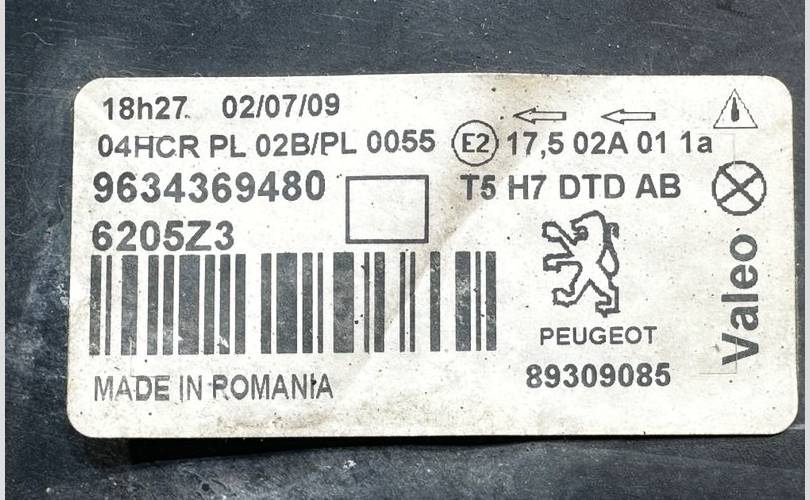 18h27. 02/07/09
04HCR PL 02B/PL 0055 E2 17,5 02A 01 1a
9634369480 T5 H7 DTD AB
6205Z3
PEUGEOT
89309085
MADE IN ROMANIA
Valeo